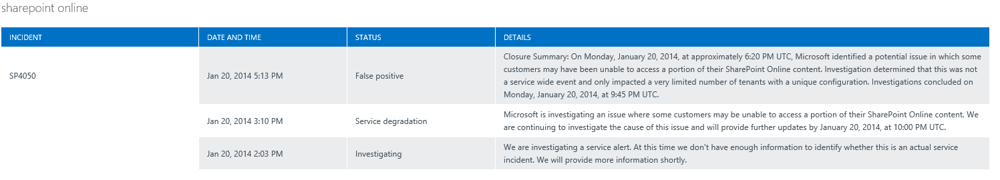 sharepoint online
INCIDENT DATE AND TIME STATUS DETAILS
Closure Summary: On Monday, January 20, 2014, at approximately 6:20 PM UTC, Microsoft identified a potential issue in which some
customers may have been unable to access a portion of their SharePoint Online content. Investigation determined that this was not
SP4050 Jan 20, 2014 5:13 PM False positive
a service wide event and only impacted a very limited number of tenants with a unique configuration. Investigations concluded on
Monday, January 20, 2014, at 9:45 PM UTC.
Jan 20, 2014 3:10 PM Service degradation
Microsoft is investigating an issue where some customers may be unable to access a portion of their SharePoint Online content. We
are continuing to investigate the cause of this issue and will provide further updates by January 20, 2014, at 10:00 PM UTC.
Jan 20, 2014 2:03 PM Investigating
We are investigating a service alert. At this time we don't have enough information to identify whether this is an actual service
incident. We will provide more information shortly.